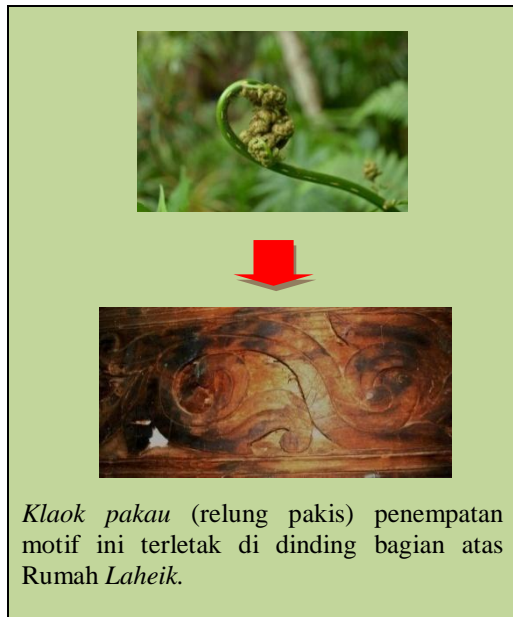 Klaok pakau (relung pakis) penempatan
motif ini terletak di dinding bagian atas
Rumah Laheik.